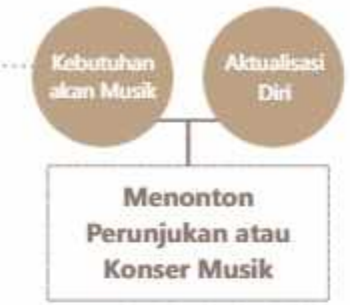 Kebutuhan
akan Musik
Aktualisasi
Diri
Menonton
Perunjukan atau
Konser Musik